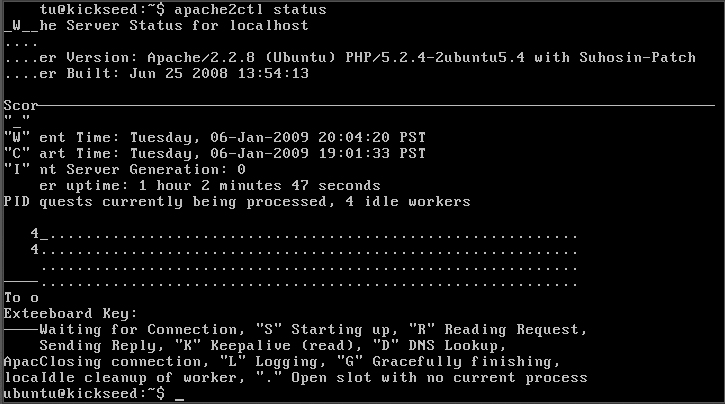 tu@kickseed:~$ apache2ctl status
_W__he Server Status for localhost
....
....er Version: Apache/2.2.8 (Ubuntu) PHP/5.2.4-2ubuntu5.4 with Suhosin-Patch
....er Built: Jun 25 2008 13:54:13
Scor
"_"
"W" ent Time: Tuesday, 06-Jan-2009 20:04:20 PST
"C" art Time: Tuesday, 06-Jan-2009 19:01:33 PST
"I" nt Server Generation: 0
er uptime: 1 hour 2 minutes 47 seconds
PID quests currently being processed, 4 idle workers
4_...............................................................
4................................................................
................................................................
................................................................
To o
Exteeboard Key:
Waiting for Connection, "S" Starting up, "R" Reading Request,
Sending Reply, "K" Keepalive (read), "D" DNS Lookup,
ApacClosing connection, "L" Logging, "G" Gracefully finishing,
locaIdle cleanup of worker, "." Open slot with no current process
ubuntu@kickseed:~$ _